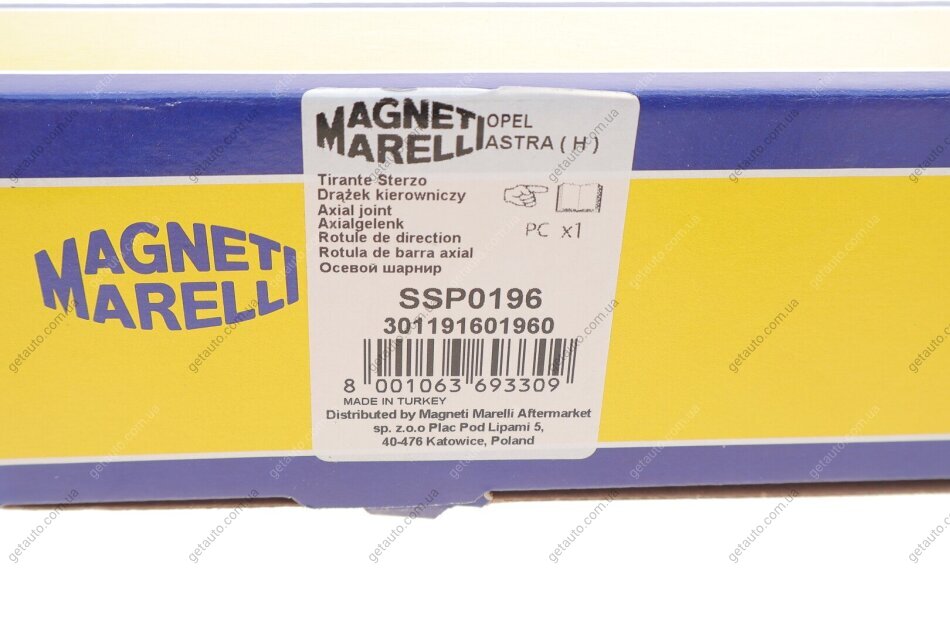 MAGNETI
MARELLI
OPEL
ASTRA ( H )
Tirante Sterzo
Drążek kierowniczy
Axial joint
Axialgelenk
Rotule de direction
Rotula de barra axial
Осевой шарнир
PC x1
SSP0196
301191601960
8 001063 693309
MADE IN TURKEY
Distributed by Magneti Marelli Aftermarket
sp. z.o.o Plac Pod Lipami 5,
40-476 Katowice, Poland
MAGNETI
MARELLI
getauto.com.ua